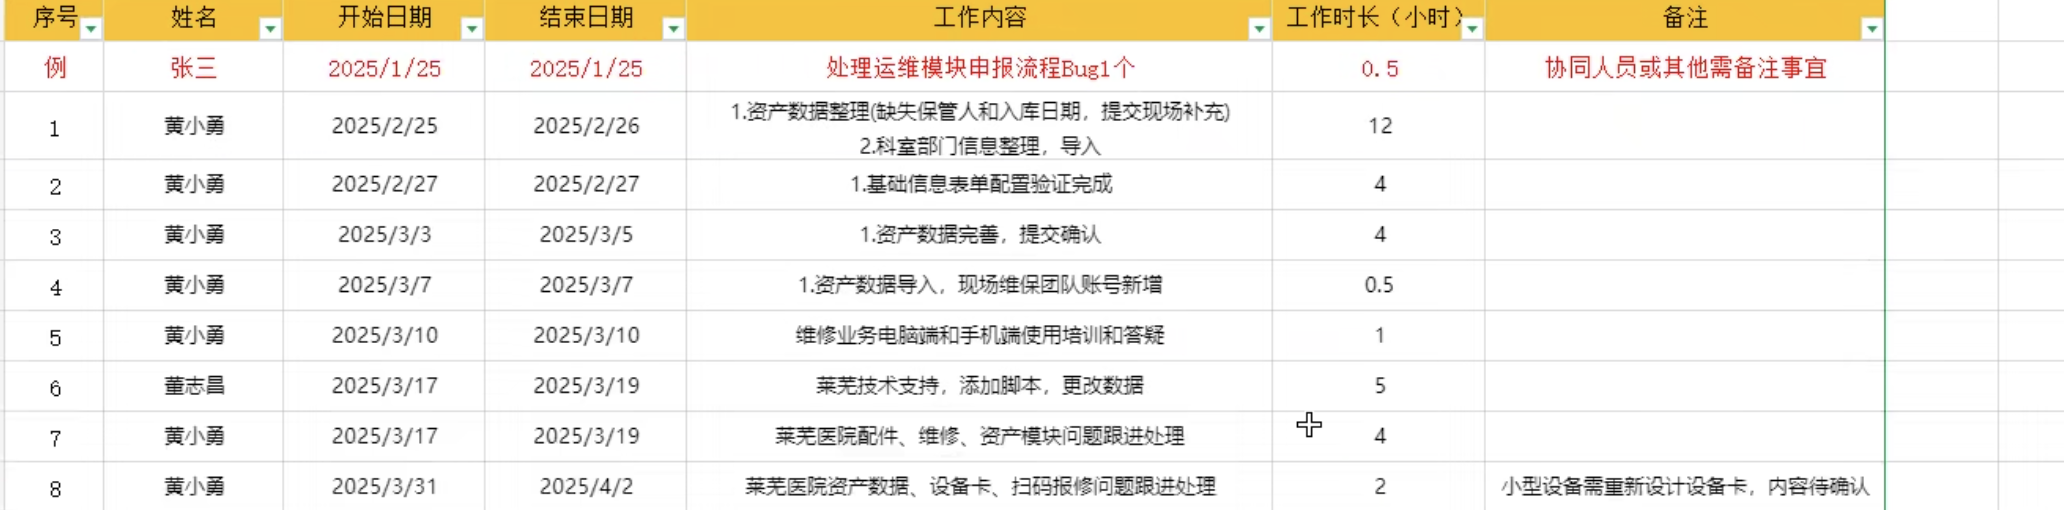 序号 姓名 开始日期 结束日期 工作内容 工作时长（小时） 备注
例 张三 2025/1/25 2025/1/25 处理运维模块申报流程Bug1个 0.5 协同人员或其他需备注事宜
1 黄小勇 2025/2/25 2025/2/26 1.资产数据整理(缺失保管人和入库日期，提交现场补充) 12
2.科室部门信息整理，导入
2 黄小勇 2025/2/27 2025/2/27 1.基础信息表单配置验证完成 4
3 黄小勇 2025/3/3 2025/3/5 1.资产数据完善，提交确认 4
4 黄小勇 2025/3/7 2025/3/7 1.资产数据导入，现场维保团队账号新增 0.5
5 黄小勇 2025/3/10 2025/3/10 维修业务电脑端和手机端使用培训和答疑 1
6 董志昌 2025/3/17 2025/3/19 莱芜技术支持，添加脚本，更改数据 5
7 黄小勇 2025/3/17 2025/3/19 莱芜医院配件、维修、资产模块问题跟进处理 4
8 黄小勇 2025/3/31 2025/4/2 莱芜医院资产数据、设备卡、扫码报修问题跟进处理 2 小型设备需重新设计设备卡，内容待确认